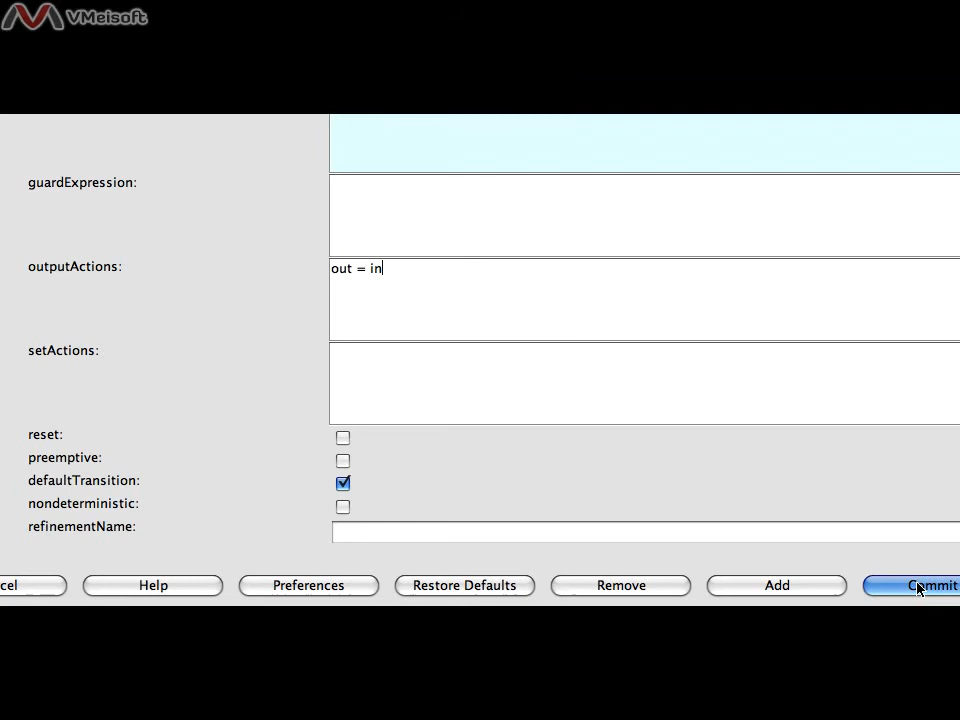 VMeisoft
guardExpression:
outputActions:
out = in
setActions:
reset:
preemptive:
defaultTransition:
nondeterministic:
refinementName:
cel Help Preferences Restore Defaults Remove Add Commit